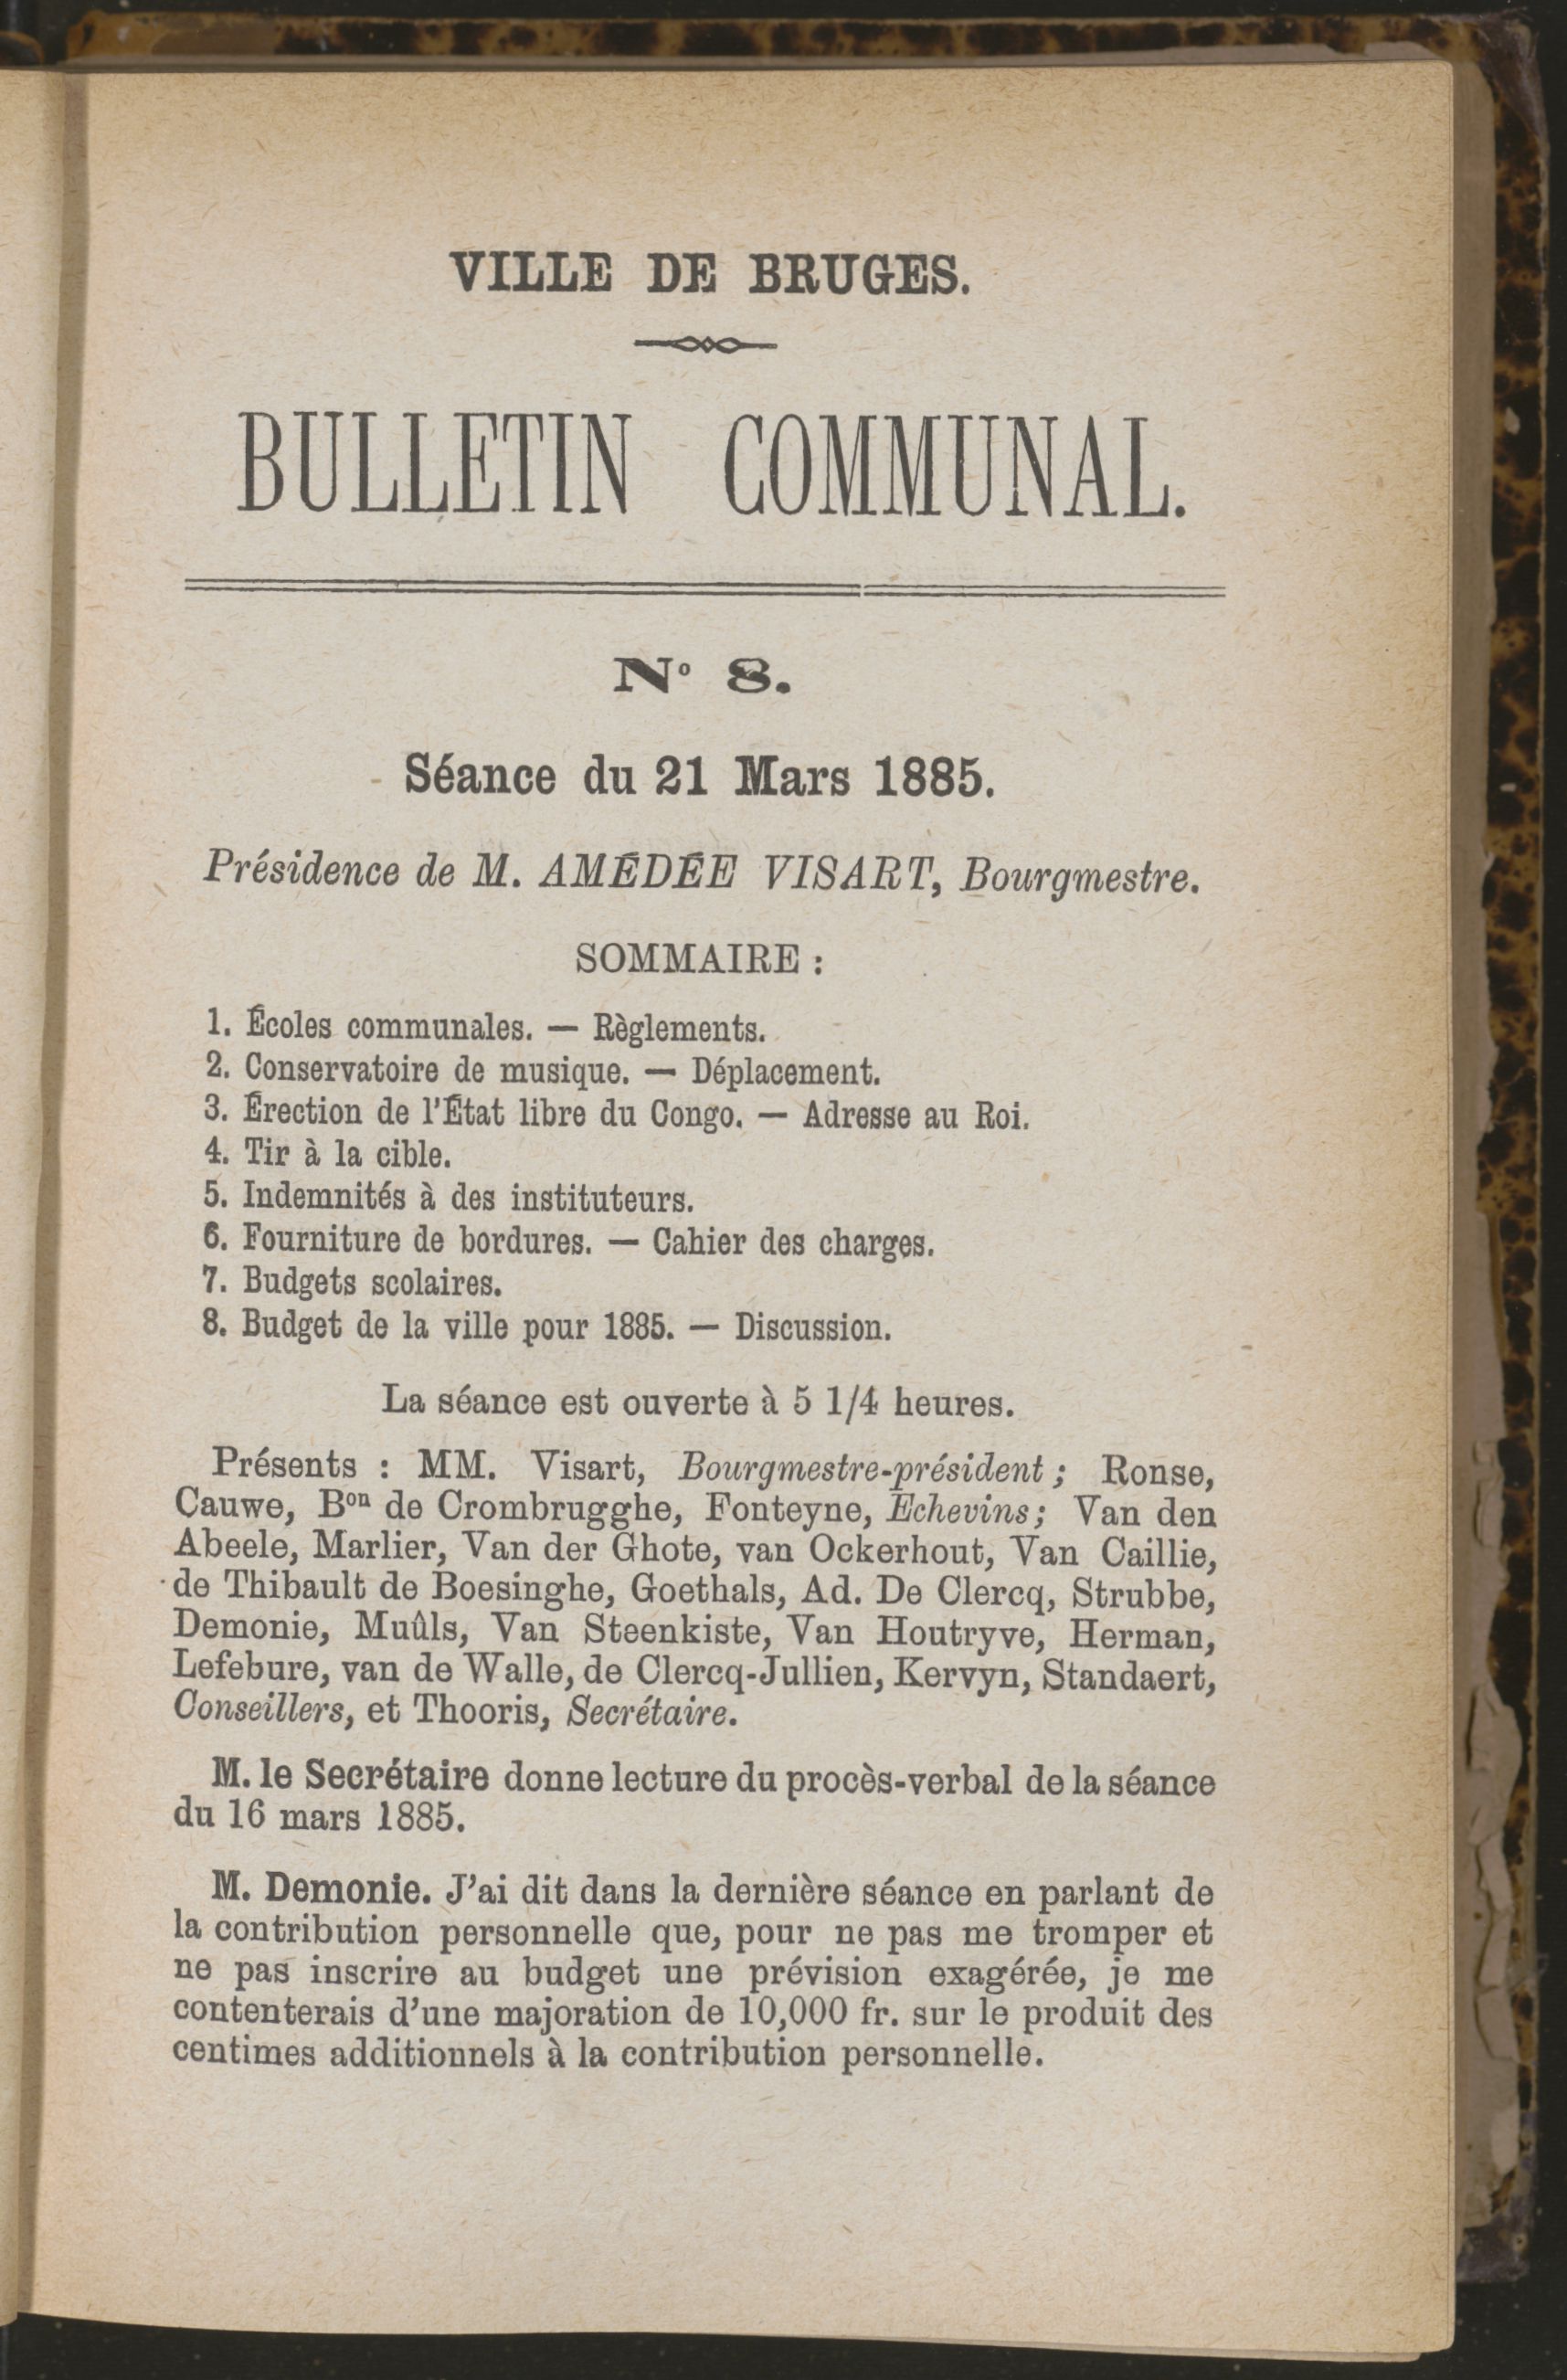 VILLE DE BRUGES.
BULLETIN COMMUNAL.
N° 8.
Séance du 21 Mars 1885.
Présidence de M. AMÉDÉE VISART, Bourgmestre.
SOMMAIRE :
1. Écoles communales. — Règlements.
2. Conservatoire de musique. — Déplacement.
3. Érection de l'État libre du Congo. — Adresse au Roi.
4. Tir à la cible.
5. Indemnités à des instituteurs.
6. Fourniture de bordures. — Cahier des charges.
7. Budgets scolaires.
8. Budget de la ville pour 1885. — Discussion.
La séance est ouverte à 5 1/4 heures.
Présents : MM. Visart, Bourgmestre-président ; Ronse,
Cauwe, Bon de Crombrugghe, Fonteyne, Echevins ; Van den
Abeele, Marlier, Van der Ghote, van Ockerhout, Van Caillie,
de Thibault de Boesinghe, Goethals, Ad. De Clercq, Strubbe,
Demonie, Muûls, Van Steenkiste, Van Houtryve, Herman,
Lefebure, van de Walle, de Clercq-Jullien, Kervyn, Standaert,
Conseillers, et Thooris, Secrétaire.
M. le Secrétaire donne lecture du procès-verbal de la séance
du 16 mars 1885.
M. Demonie. J'ai dit dans la dernière séance en parlant de
la contribution personnelle que, pour ne pas me tromper et
ne pas inscrire au budget une prévision exagérée, je me
contenterais d'une majoration de 10,000 fr. sur le produit des
centimes additionnels à la contribution personnelle.